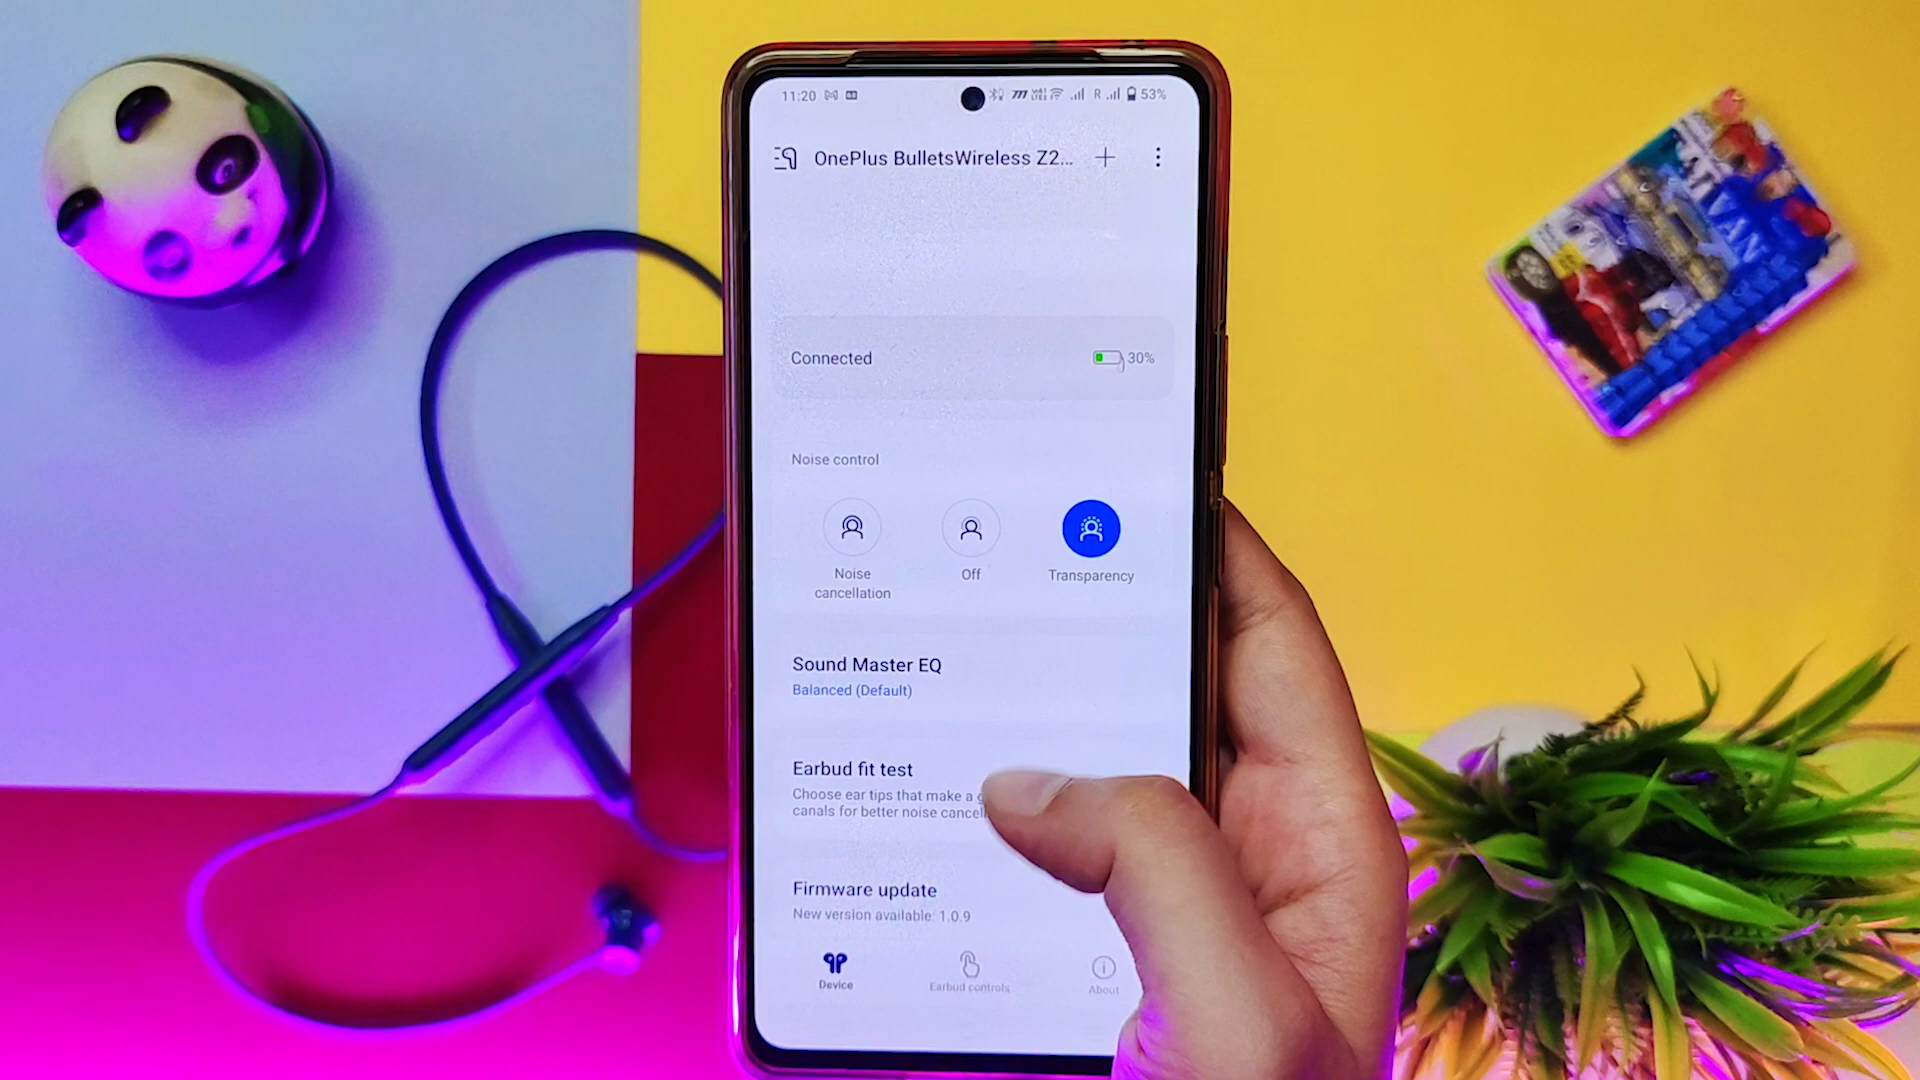 11:20 R 53%
OnePlus BulletsWireless Z2...
Connected 30%
Noise control
Noise cancellation
Off
Transparency
Sound Master EQ
Balanced (Default)
Earbud fit test
Choose ear tips that make a
canals for better noise
Firmware update
New version available: 1.0.9
Device
Earbud controls
About